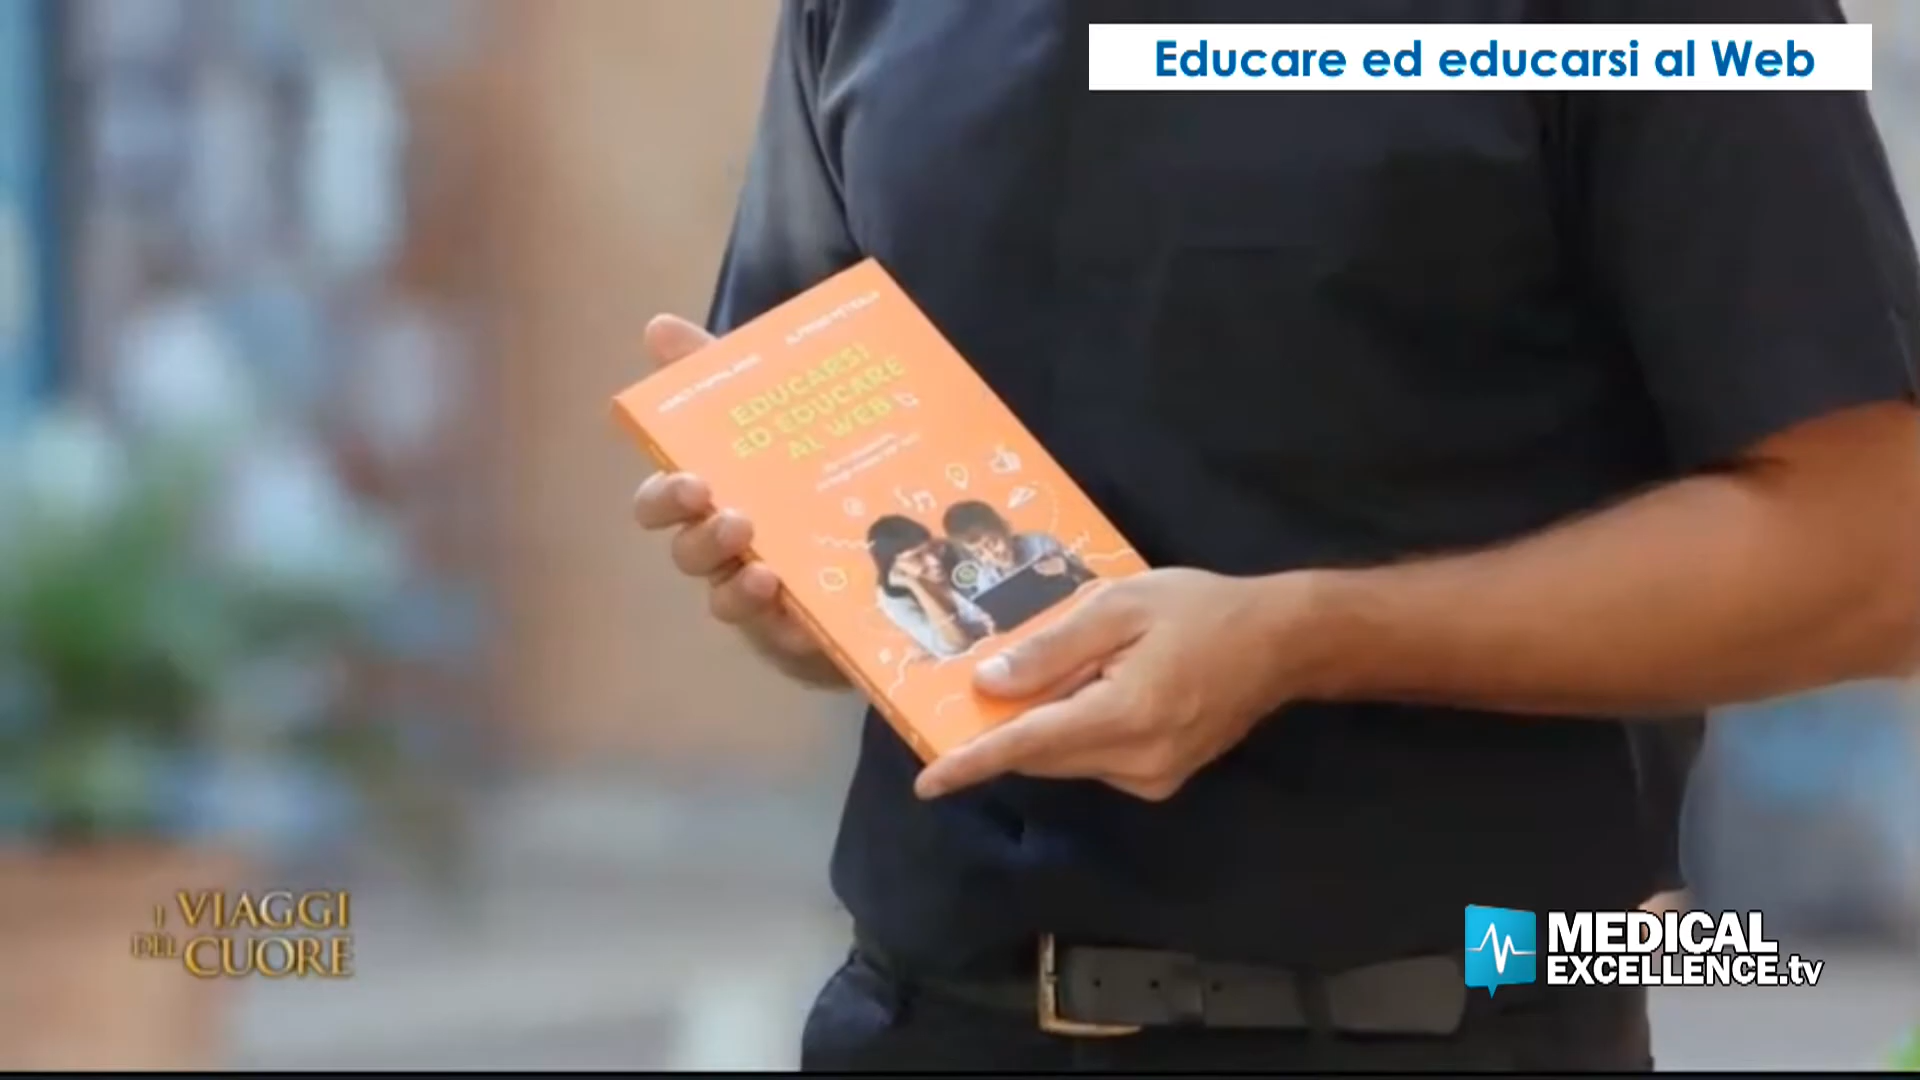 Educare ed educarsi al Web
EDUCARSI
ED EDUCARE
AL WEB
I VIAGGI
DEL CUORE
MEDICAL
EXCELLENCE.tv